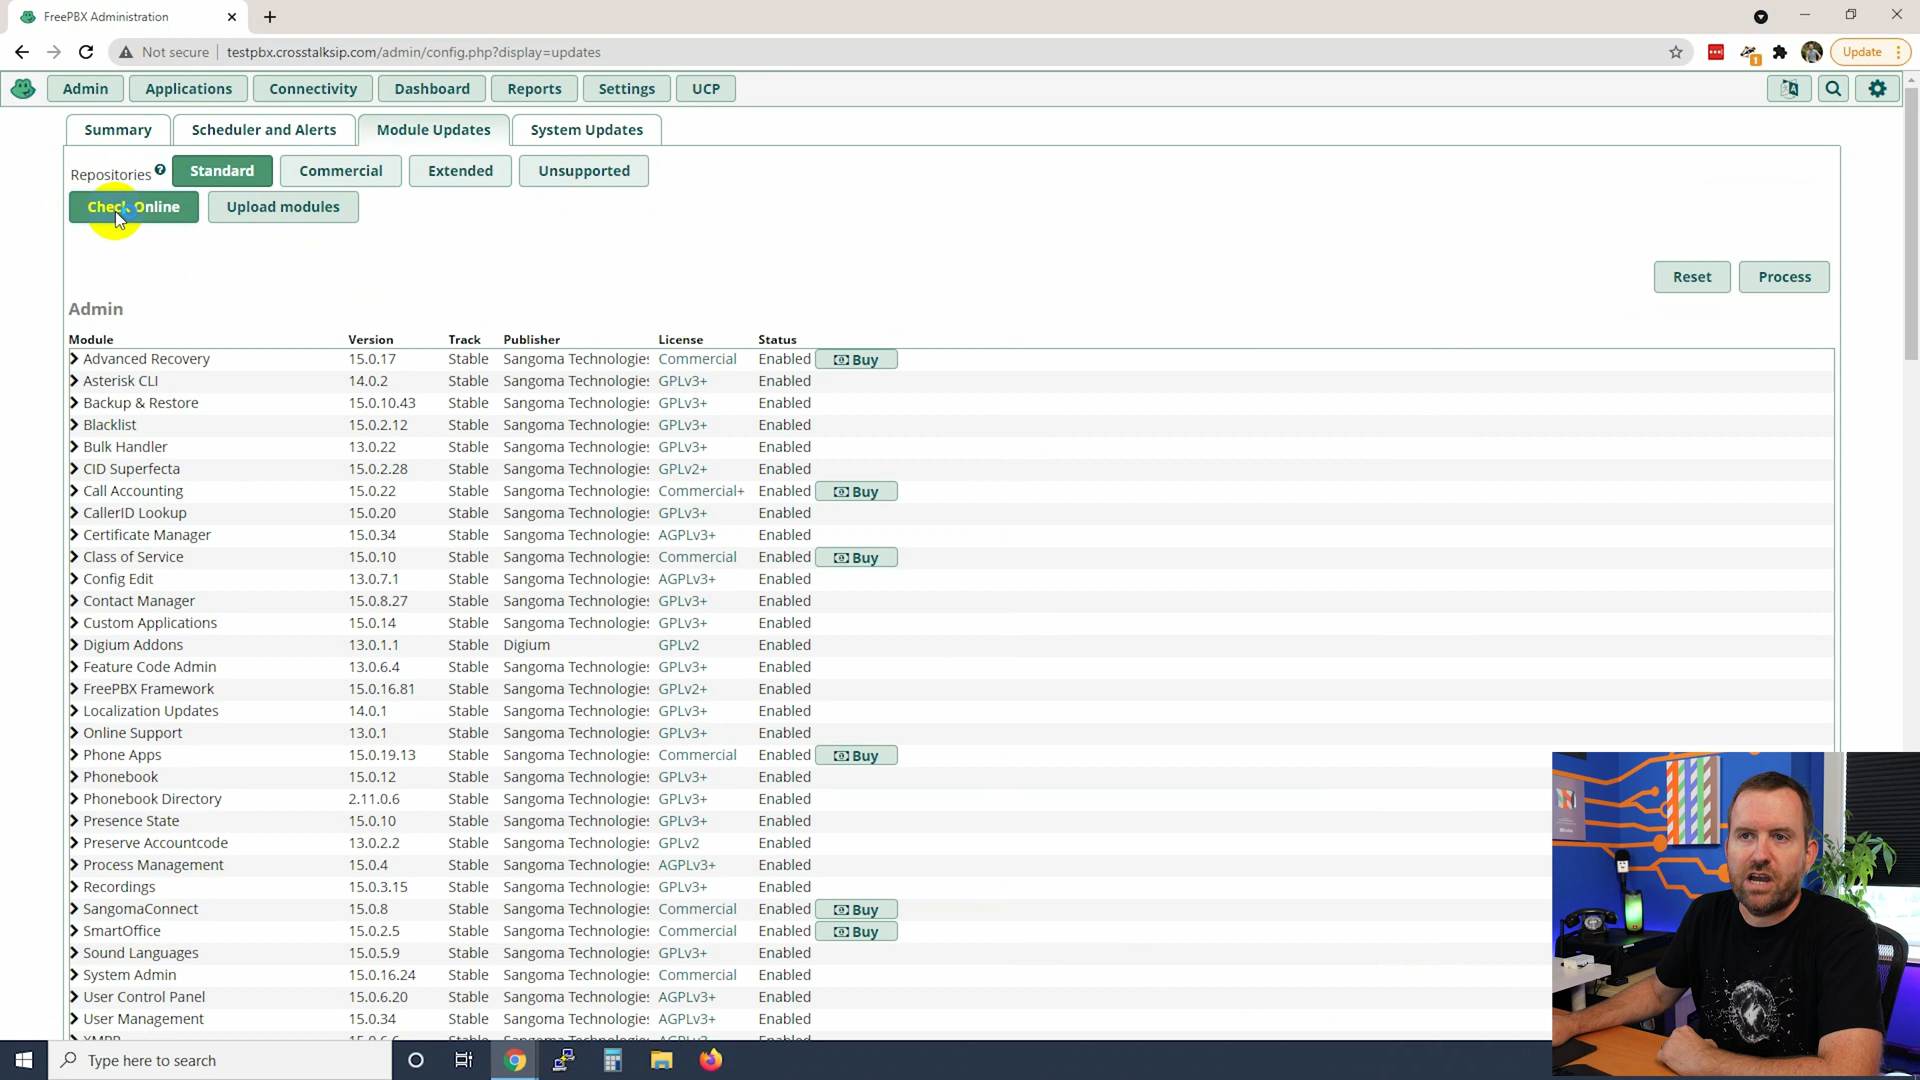 FreePBX Administration
Not secure testpbx.crosstalksip.com/admin/config.php?display=updates
1
Update
Admin Applications Connectivity Dashboard Reports Settings UCP
Summary Scheduler and Alerts Module Updates System Updates
Repositories Standard Commercial Extended Unsupported
Check Online Upload modules
Reset Process
Admin
Module Version Track Publisher License Status
Advanced Recovery 15.0.17 Stable Sangoma Technologies Commercial Enabled Buy
Asterisk CLI 14.0.2 Stable Sangoma Technologies GPLv3+ Enabled
Backup & Restore 15.0.10.43 Stable Sangoma Technologies GPLv3+ Enabled
Blacklist 15.0.2.12 Stable Sangoma Technologies GPLv3+ Enabled
Bulk Handler 13.0.22 Stable Sangoma Technologies GPLv3+ Enabled
CID Superfecta 15.0.2.28 Stable Sangoma Technologies GPLv2+ Enabled
Call Accounting 15.0.22 Stable Sangoma Technologies Commercial+ Enabled Buy
CallerID Lookup 15.0.20 Stable Sangoma Technologies GPLv3+ Enabled
Certificate Manager 15.0.34 Stable Sangoma Technologies AGPLv3+ Enabled
Class of Service 15.0.10 Stable Sangoma Technologies Commercial Enabled Buy
Config Edit 13.0.7.1 Stable Sangoma Technologies AGPLv3+ Enabled
Contact Manager 15.0.8.27 Stable Sangoma Technologies GPLv3+ Enabled
Custom Applications 15.0.14 Stable Sangoma Technologies GPLv3+ Enabled
Digium Addons 13.0.1.1 Stable Digium GPLv2 Enabled
Feature Code Admin 13.0.6.4 Stable Sangoma Technologies GPLv3+ Enabled
FreePBX Framework 15.0.16.81 Stable Sangoma Technologies GPLv2+ Enabled
Localization Updates 14.0.1 Stable Sangoma Technologies GPLv3+ Enabled
Online Support 13.0.1 Stable Sangoma Technologies GPLv3+ Enabled
Phone Apps 15.0.19.13 Stable Sangoma Technologies Commercial Enabled Buy
Phonebook 15.0.12 Stable Sangoma Technologies GPLv3+ Enabled
Phonebook Directory 2.11.0.6 Stable Sangoma Technologies GPLv3+ Enabled
Presence State 15.0.10 Stable Sangoma Technologies GPLv3+ Enabled
Preserve Accountcode 13.0.2.2 Stable Sangoma Technologies GPLv2 Enabled
Process Management 15.0.4 Stable Sangoma Technologies AGPLv3+ Enabled
Recordings 15.0.3.15 Stable Sangoma Technologies GPLv3+ Enabled
SangomaConnect 15.0.8 Stable Sangoma Technologies Commercial Enabled Buy
SmartOffice 15.0.2.5 Stable Sangoma Technologies Commercial Enabled Buy
Sound Languages 15.0.5.9 Stable Sangoma Technologies GPLv3+ Enabled
System Admin 15.0.16.24 Stable Sangoma Technologies Commercial Enabled
User Control Panel 15.0.6.20 Stable Sangoma Technologies AGPLv3+ Enabled
User Management 15.0.34 Stable Sangoma Technologies AGPLv3+ Enabled
Type here to search